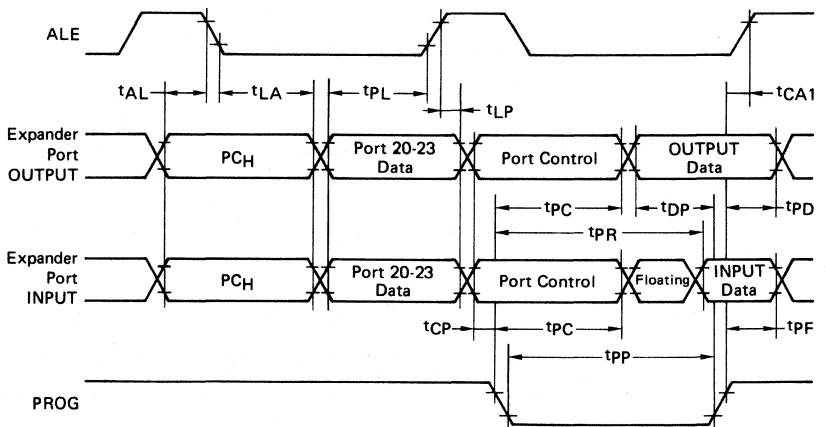 ALE
tAL
tLA
tPL
tLP
tCA1
Expander
Port
OUTPUT
PCH
Port 20-23
Data
Port Control
OUTPUT
Data
tPC
tDP
tPD
tPR
Expander
Port
INPUT
PCH
Port 20-23
Data
Port Control
Floating
INPUT
Data
tCP
tPC
tPF
tPP
PROG